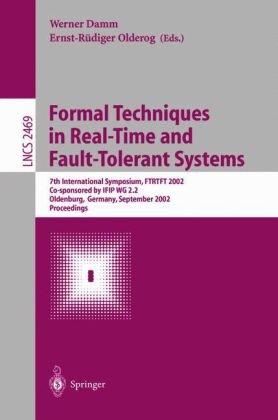 Werner Damm
Ernst-Rüdiger Olderog (Eds.)
LNCS 2469
Formal Techniques
in Real-Time and
Fault-Tolerant Systems
7th International Symposium, FTRTFT 2002
Co-sponsored by IFIP WG 2.2
Oldenburg, Germany, September 2002
Proceedings
Springer